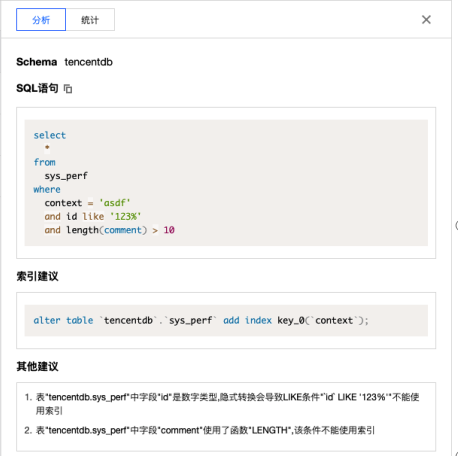 分析 统计
Schema tencentdb
SQL语句
select
*
from
sys_perf
where
context = 'asdf'
and id like '123%'
and length(comment) > 10
索引建议
alter table `tencentdb`.`sys_perf` add index key_0(`context`);
其他建议
1. 表"tencentdb.sys_perf"中字段"id"是数字类型,隐式转换会导致LIKE条件"`id` LIKE '123%'"不能使
用索引
2. 表"tencentdb.sys_perf"中字段"comment"使用了函数"LENGTH",该条件不能使用索引